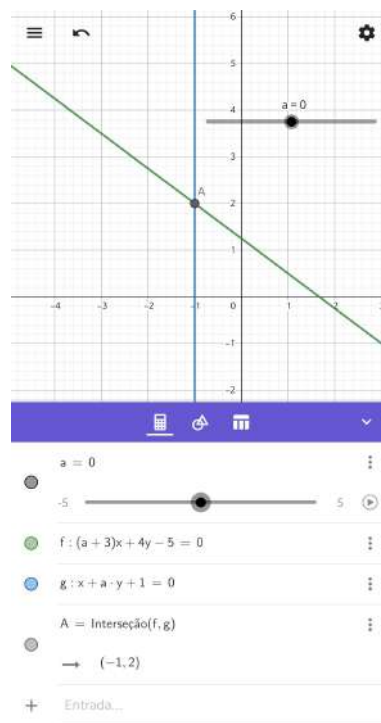 6
5
4
a = 0
3
A
2
1
-4 -3 -2 -1 0 1 2 3
-1
-2
a = 0
-5 5
f : (a + 3)x + 4y − 5 = 0
g : x + a · y + 1 = 0
A = Interseção(f, g)
→ (−1, 2)
+ Entrada...